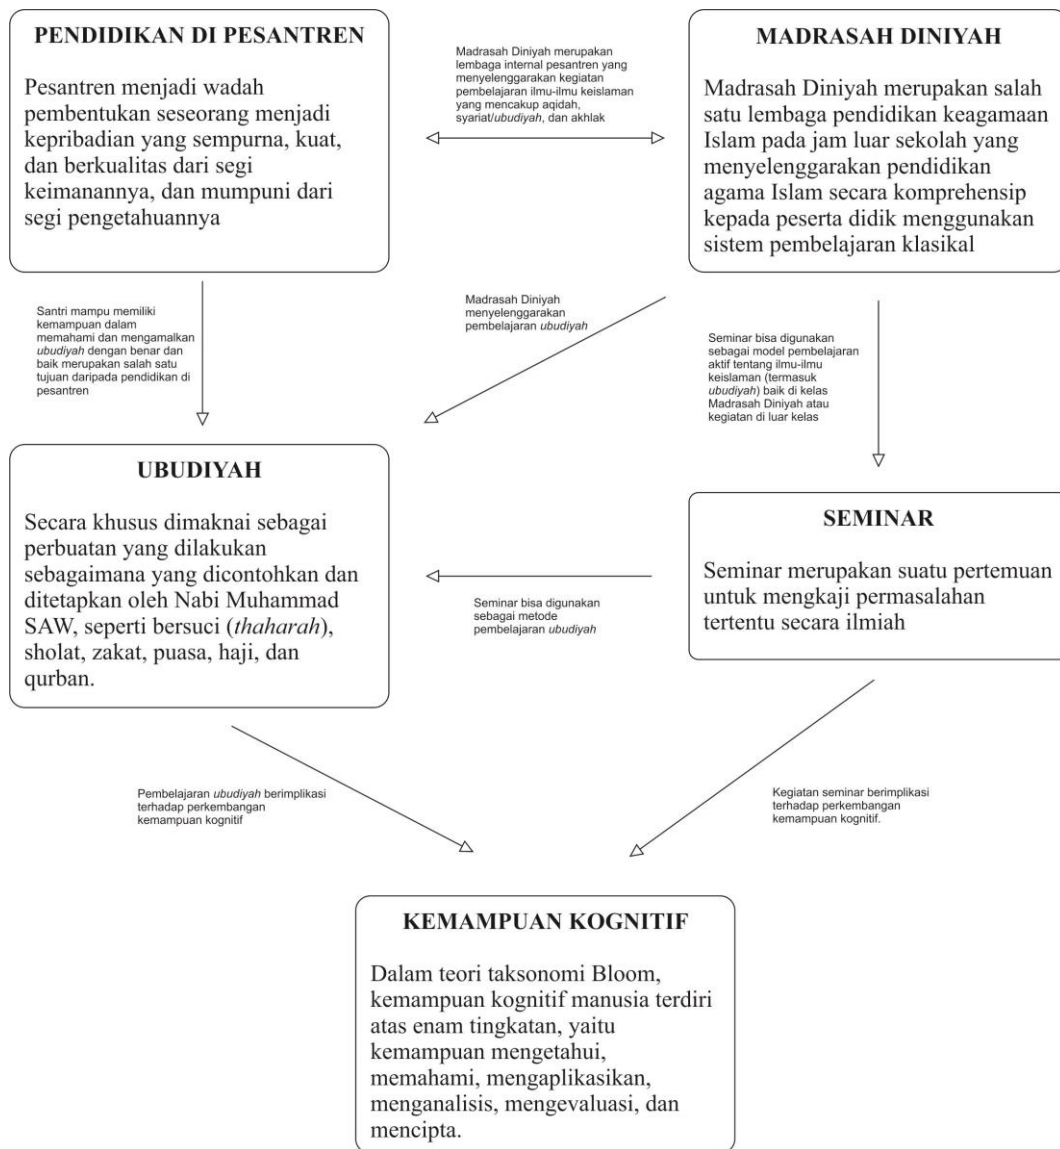 PENDIDIKAN DI PESANTREN
Pesantren menjadi wadah
pembentukan seseorang menjadi
kepribadian yang sempurna, kuat,
dan berkualitas dari segi
keimanannya, dan mumpuni dari
segi pengetahuannya
Madrasah Diniyah merupakan
lembaga internal pesantren yang
menyelenggarakan kegiatan
pembelajaran ilmu-ilmu keislaman
yang mencakup aqidah,
syariat/ubudiyah, dan akhlak
MADRASAH DINIYAH
Madrasah Diniyah merupakan salah
satu lembaga pendidikan keagamaan
Islam pada jam luar sekolah yang
menyelenggarakan pendidikan
agama Islam secara komprehensip
kepada peserta didik menggunakan
sistem pembelajaran klasikal
Santri mampu memiliki
kemampuan dalam
memahami dan mengamalkan
ubudiyah dengan benar dan
baik merupakan salah satu
tujuan daripada pendidikan di
pesantren
Madrasah Diniyah
menyelenggarakan
pembelajaran ubudiyah
Seminar bisa digunakan
sebagai model pembelajaran
aktif tentang ilmu-ilmu
keislaman (termasuk
ubudiyah) baik di kelas
Madrasah Diniyah atau
kegiatan di luar kelas
UBUDIYAH
Secara khusus dimaknai sebagai
perbuatan yang dilakukan
sebagaimana yang dicontohkan dan
ditetapkan oleh Nabi Muhammad
SAW, seperti bersuci (thaharah),
sholat, zakat, puasa, haji, dan
qurban.
Seminar bisa digunakan
sebagai metode
pembelajaran ubudiyah
SEMINAR
Seminar merupakan suatu pertemuan
untuk mengkaji permasalahan
tertentu secara ilmiah
Pembelajaran ubudiyah berimplikasi
terhadap perkembangan
kemampuan kognitif
Kegiatan seminar berimplikasi
terhadap perkembangan
kemampuan kognitif.
KEMAMPUAN KOGNITIF
Dalam teori taksonomi Bloom,
kemampuan kognitif manusia terdiri
atas enam tingkatan, yaitu
kemampuan mengetahui,
memahami, mengaplikasikan,
menganalisis, mengevaluasi, dan
mencipta.